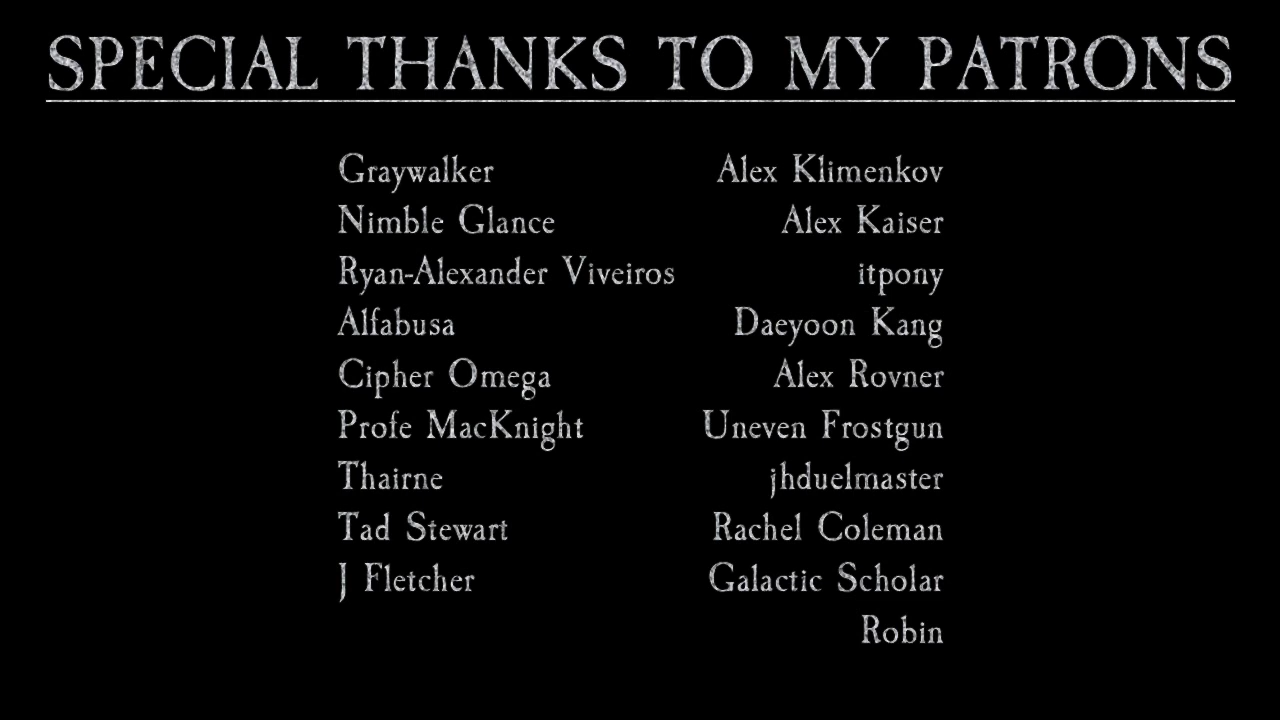 SPECIAL THANKS TO MY PATRONS
Graywalker
Nimble Glance
Ryan-Alexander Viveiros
Alfabusa
Cipher Omega
Profe MacKnight
Thairne
Tad Stewart
J Fletcher
Alex Klimenkov
Alex Kaiser
itpony
Daeyoon Kang
Alex Rovner
Uneven Frostgun
jhduelmaster
Rachel Coleman
Galactic Scholar
Robin